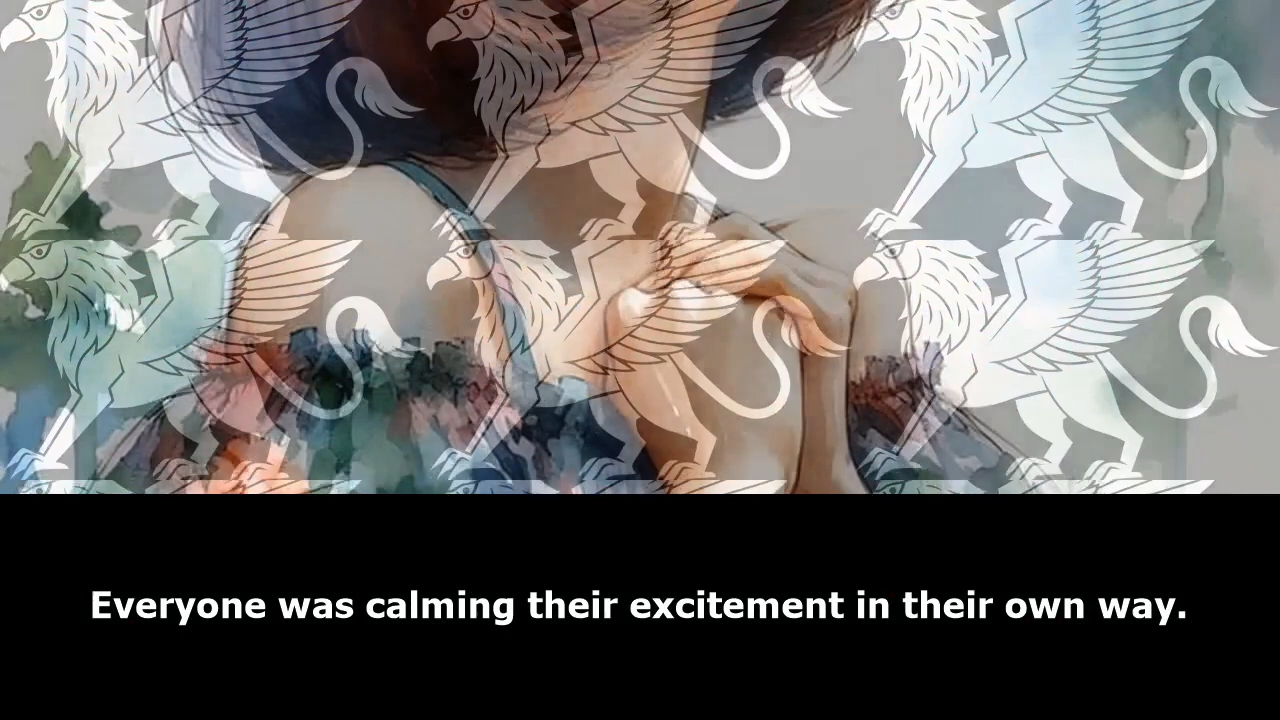 Everyone was calming their excitement in their own way.